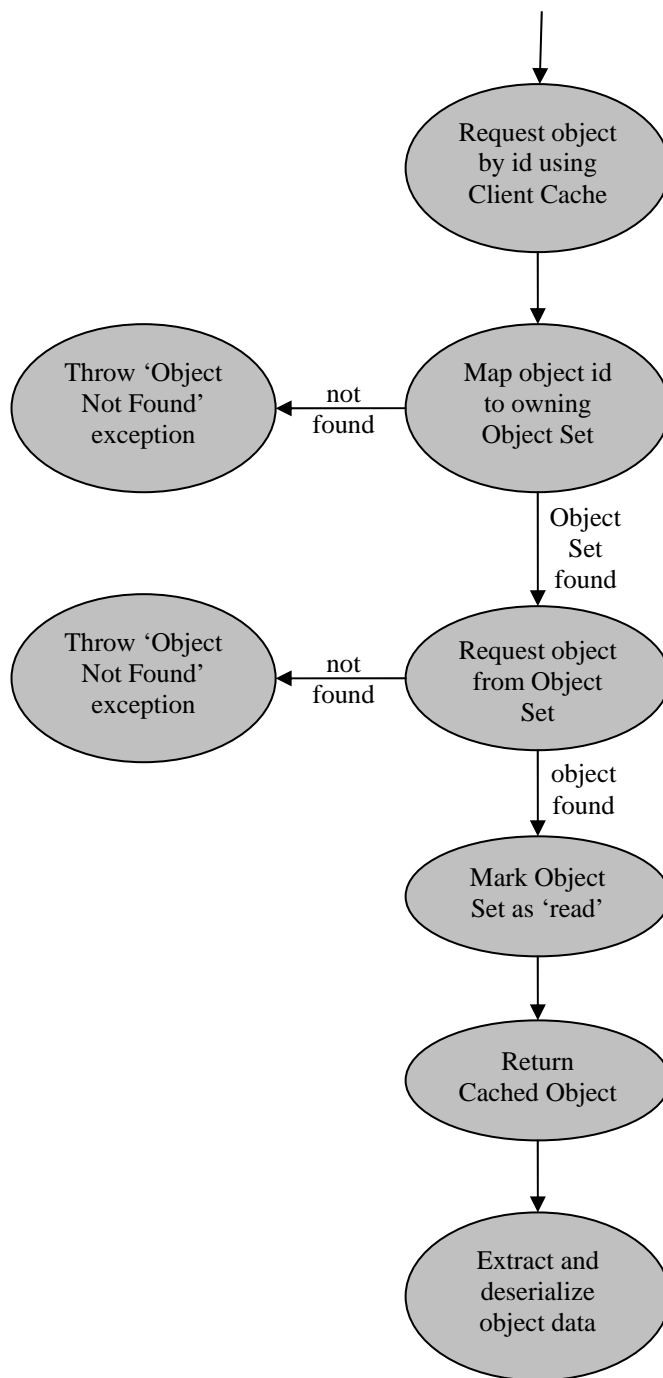 Request object
by id using
Client Cache
Throw ‘Object
Not Found’
exception
not
found
Map object id
to owning
Object Set
Object
Set
found
Throw ‘Object
Not Found’
exception
not
found
Request object
from Object
Set
object
found
Mark Object
Set as ‘read’
Return
Cached Object
Extract and
deserialize
object data